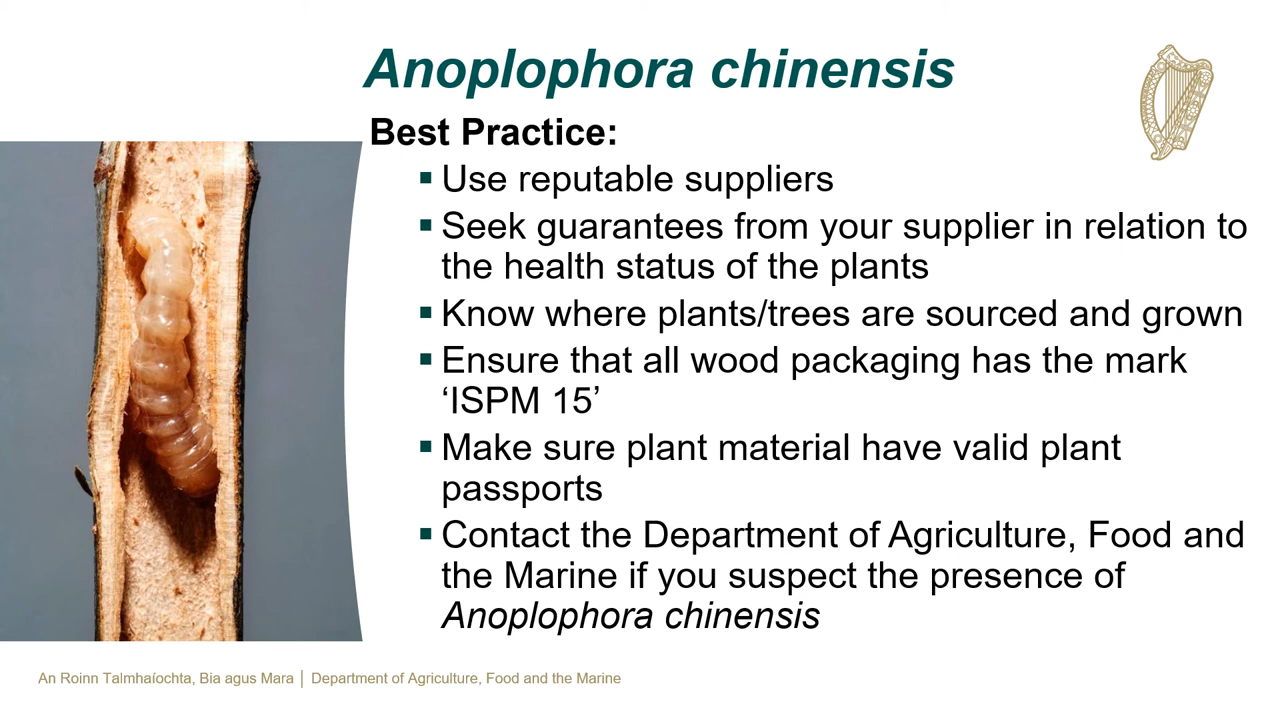 Anoplophora chinensis
Best Practice:
▪ Use reputable suppliers
▪ Seek guarantees from your supplier in relation to
the health status of the plants
▪ Know where plants/trees are sourced and grown
▪ Ensure that all wood packaging has the mark
‘ISPM 15’
▪ Make sure plant material have valid plant
passports
▪ Contact the Department of Agriculture, Food and
the Marine if you suspect the presence of
Anoplophora chinensis
An Roinn Talmhaíochta, Bia agus Mara | Department of Agriculture, Food and the Marine